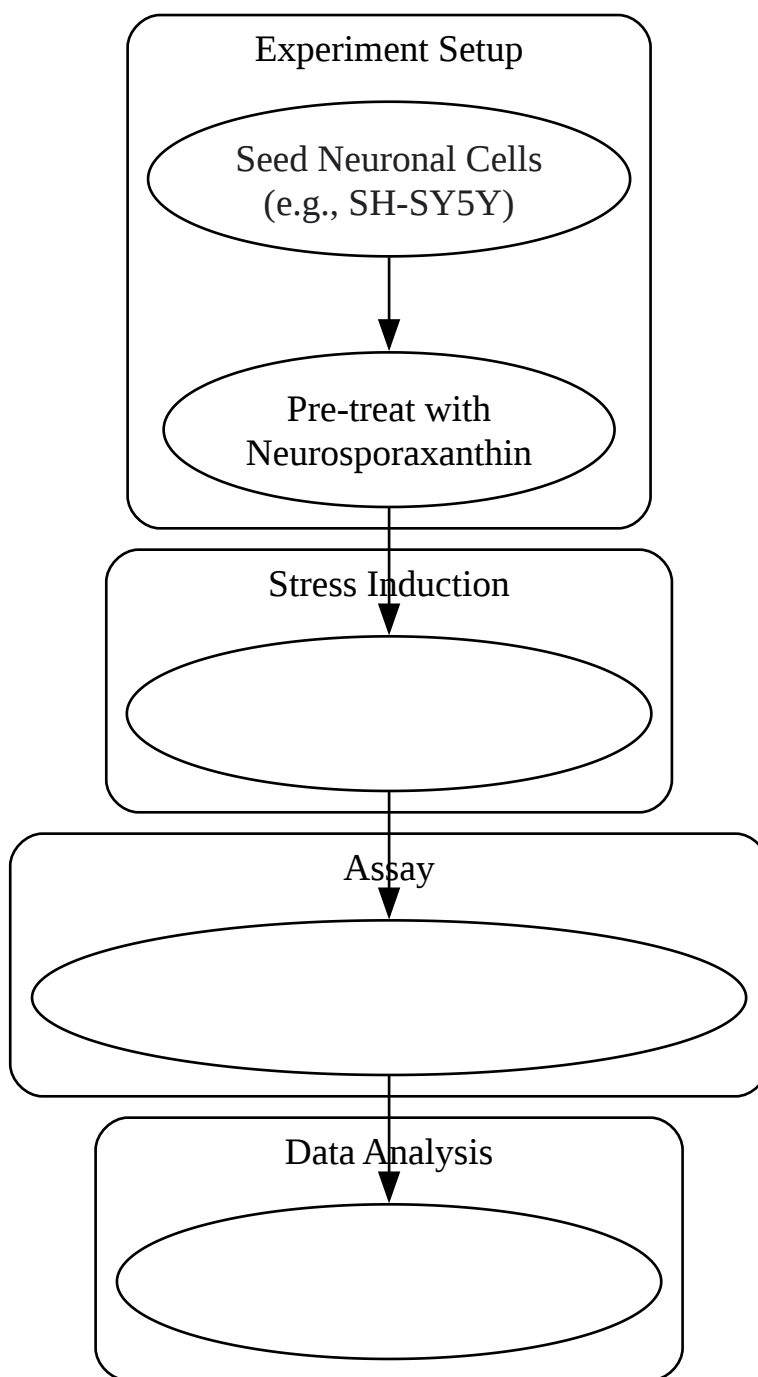 Experiment Setup
Seed Neuronal Cells
(e.g., SH-SY5Y)
Pre-treat with
Neurosporaxanthin
Stress Induction
Assay
Data Analysis